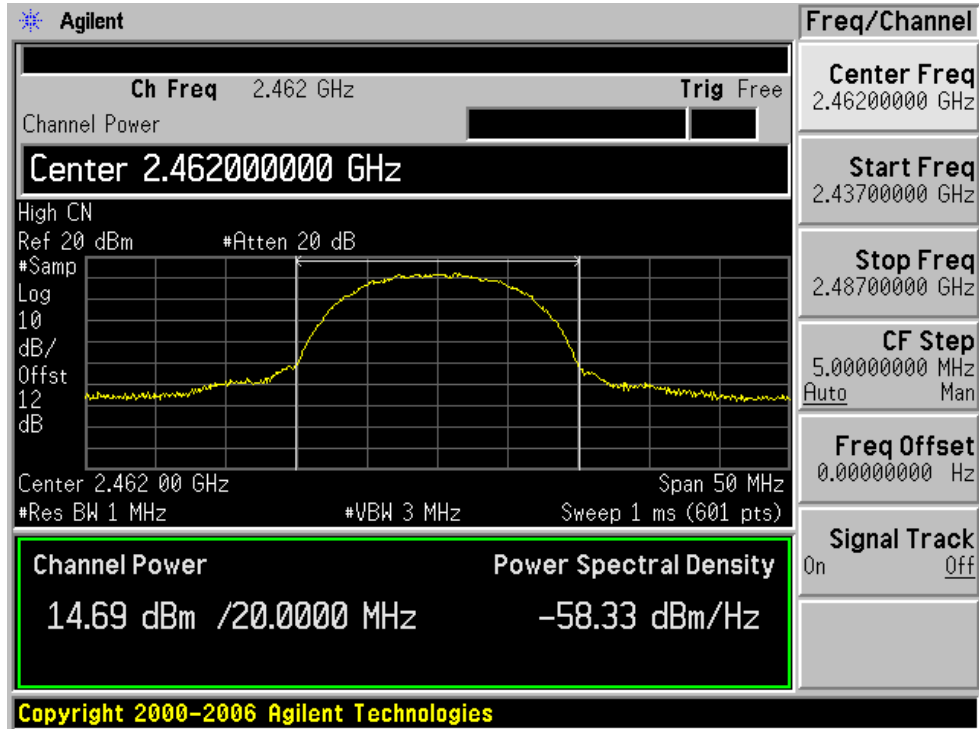 Agilent
Freq/Channel
Ch Freq 2.462 GHz Trig Free
Channel Power
Center 2.462000000 GHz
High CN
Ref 20 dBm #Atten 20 dB
#Samp
Log
10
dB/
Offst
12
dB
Center 2.462 00 GHz Span 50 MHz
#Res BW 1 MHz #VBW 3 MHz Sweep 1 ms (601 pts)
Channel Power Power Spectral Density
14.69 dBm /20.0000 MHz -58.33 dBm/Hz
Center Freq
2.46200000 GHz
Start Freq
2.43700000 GHz
Stop Freq
2.48700000 GHz
CF Step
5.00000000 MHz
Auto Man
Freq Offset
0.00000000 Hz
Signal Track
On Off
Copyright 2000-2006 Agilent Technologies